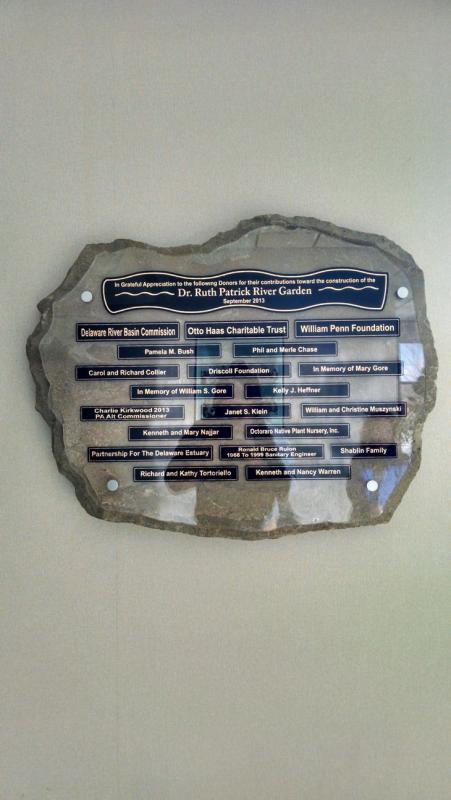 In Grateful Appreciation to the following Donors for their contributions toward the construction of the
Dr. Ruth Patrick River Garden
September 2013
Delaware River Basin Commission
Otto Haas Charitable Trust
William Penn Foundation
Pamela M. Bush
Phil and Merle Chase
Carol and Richard Collier
Driscoll Foundation
In Memory of Mary Gore
In Memory of William S. Gore
Kelly J. Heffner
Charlie Kirkwood 2013
PA Alt Commissioner
Janet S. Klein
William and Christine Muszynski
Kenneth and Mary Najjar
Octoraro Native Plant Nursery, Inc.
Partnership For The Delaware Estuary
Ronald Bruce Rulon
1968 To 1999 Sanitary Engineer
Shablin Family
Richard and Kathy Tortoriello
Kenneth and Nancy Warren